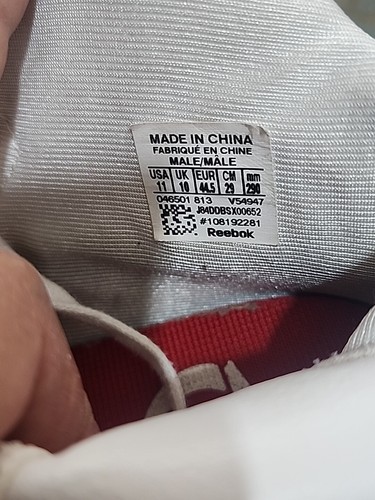 MADE IN CHINA
FABRIQUÉ EN CHINE
MALE/MÂLE
USA UK EUR CM mm
11 10 44.5 29 290
046501 813 V54947
J84DDBSX00652
#108192281
Reebok